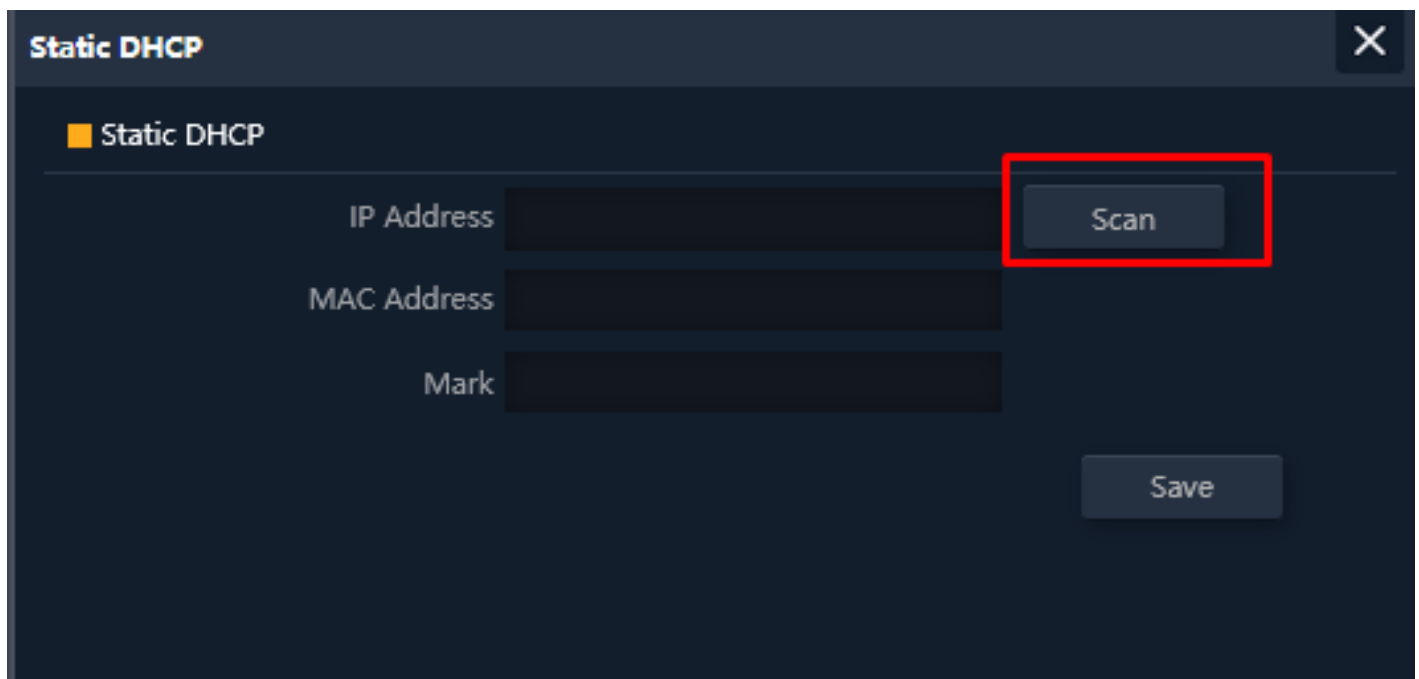 Static DHCP
Static DHCP
IP Address
Scan
MAC Address
Mark
Save